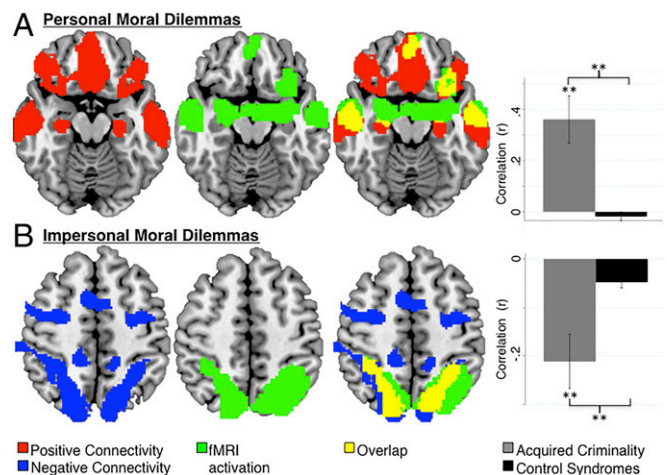 A Personal Moral Dilemmas
**
**
.4
.2
0
Correlation (r)
B Impersonal Moral Dilemmas
0
-.2
Correlation (r)
**
**
Positive Connectivity
Negative Connectivity
fMRI
activation
Overlap
Acquired Criminality
Control Syndromes